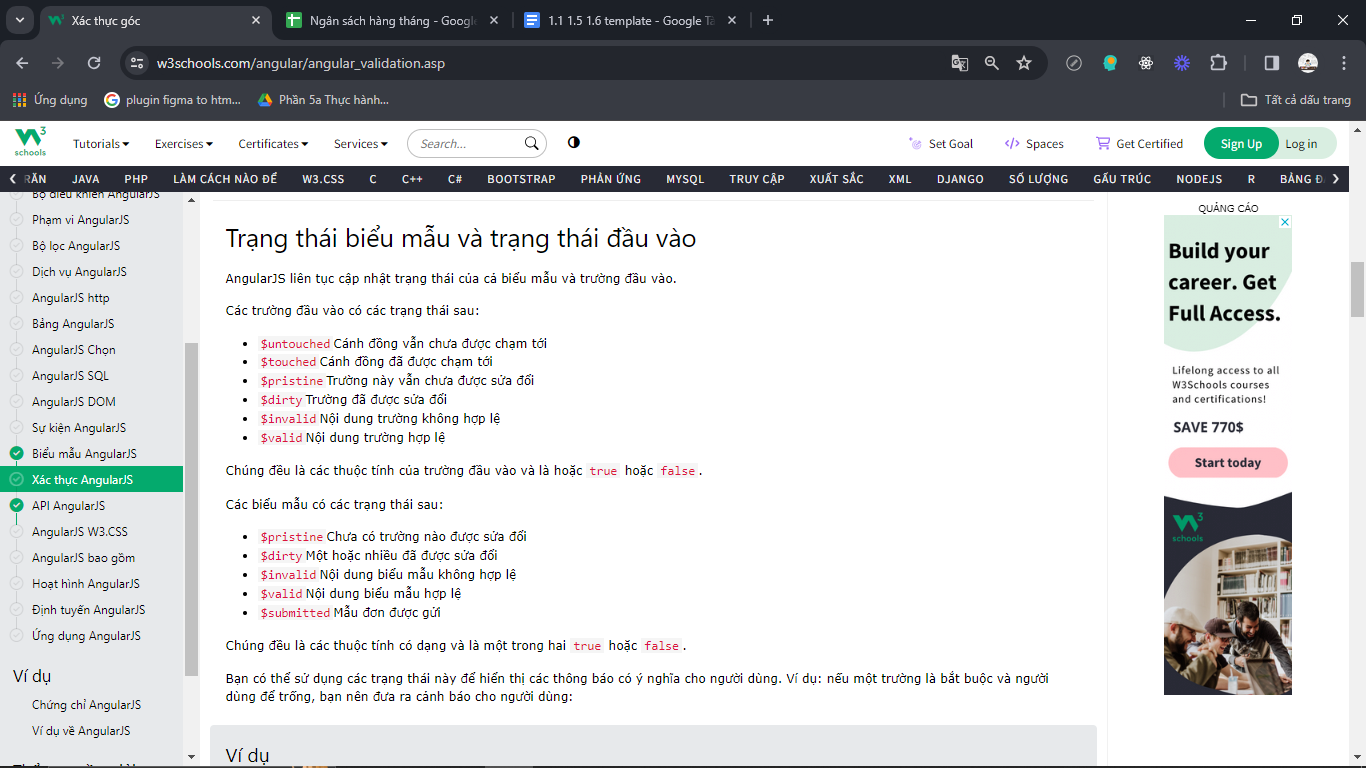 Xác thực góc
Ngân sách hàng tháng - Google
1.1 1.5 1.6 template - Google Tà
w3schools.com/angular/angular_validation.asp
Ứng dụng
plugin figma to htm...
Phần 5a Thực hành...
Tất cả dấu trang
W 3
schools
Tutorials
Exercises
Certificates
Services
Search...
Set Goal
Spaces
Get Certified
Sign Up
Log in
RĂN JAVA PHP LÀM CÁCH NÀO ĐỂ W3.CSS C C++ C# BOOTSTRAP PHẢN ỨNG MYSQL TRUY CẬP XUẤT SẮC XML DJANGO SỐ LƯỢNG GẤU TRÚC NODEJS R BẢNG
Bộ điều khiển AngularJS
Phạm vi AngularJS
Bộ lọc AngularJS
Dịch vụ AngularJS
AngularJS http
Bảng AngularJS
AngularJS Chọn
AngularJS SQL
AngularJS DOM
Sự kiện AngularJS
Biểu mẫu AngularJS
Xác thực AngularJS
API AngularJS
AngularJS W3.CSS
AngularJS bao gồm
Hoạt hình AngularJS
Định tuyến AngularJS
Ứng dụng AngularJS
Ví dụ
Chứng chỉ AngularJS
Ví dụ về AngularJS
Trạng thái biểu mẫu và trạng thái đầu vào
AngularJS liên tục cập nhật trạng thái của cả biểu mẫu và trường đầu vào.
Các trường đầu vào có các trạng thái sau:
$untouched Cánh đồng vẫn chưa được chạm tới
$touched Cánh đồng đã được chạm tới
$pristine Trường này vẫn chưa được sửa đổi
$dirty Trường đã được sửa đổi
$invalid Nội dung trường không hợp lệ
$valid Nội dung trường hợp lệ
Chúng đều là các thuộc tính của trường đầu vào và là hoặc true hoặc false.
Các biểu mẫu có các trạng thái sau:
$pristine Chưa có trường nào được sửa đổi
$dirty Một hoặc nhiều đã được sửa đổi
$invalid Nội dung biểu mẫu không hợp lệ
$valid Nội dung biểu mẫu hợp lệ
$submitted Mẫu đơn được gửi
Chúng đều là các thuộc tính có dạng và là một trong hai true hoặc false.
Bạn có thể sử dụng các trạng thái này để hiển thị các thông báo có ý nghĩa cho người dùng. Ví dụ: nếu một trường là bắt buộc và người
dùng để trống, bạn nên đưa ra cảnh báo cho người dùng:
Ví dụ
QUẢNG CÁO
Build your
career. Get
Full Access.
Lifelong access to all
W3Schools courses
and certifications!
SAVE 770$
Start today
W 3
schools